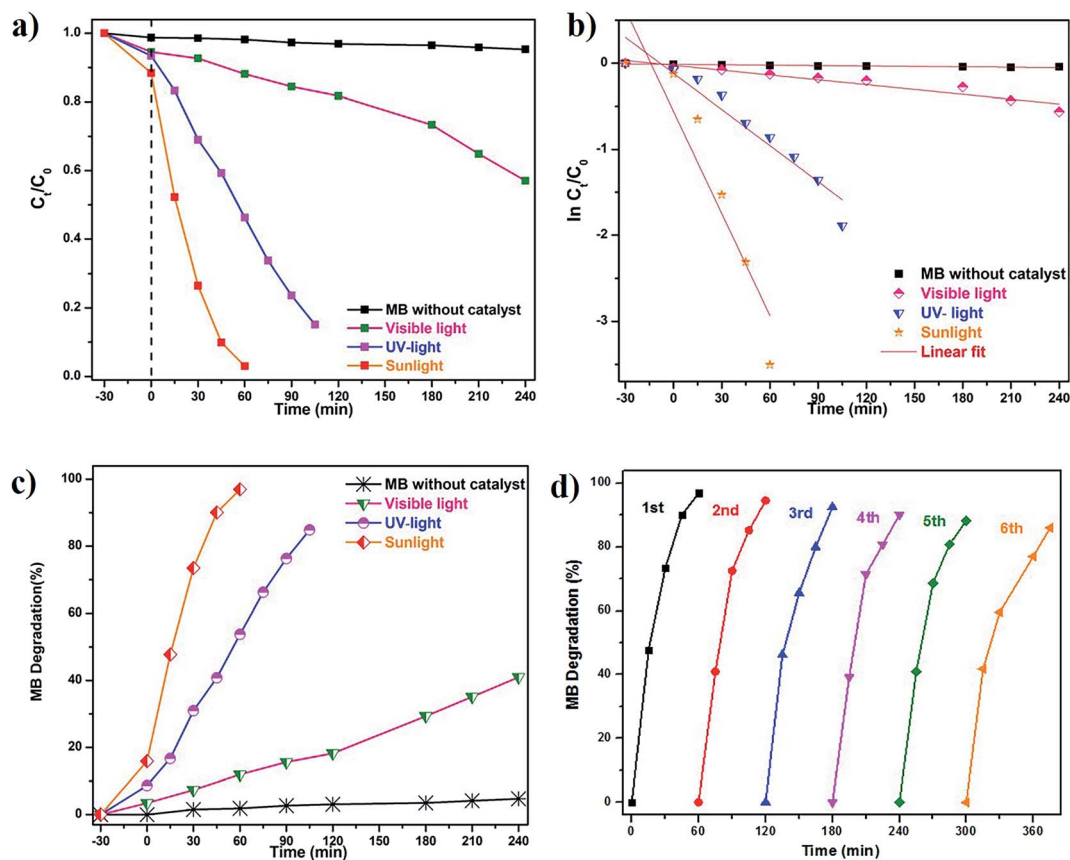 a)
C_t/C_0
1.0
0.8
0.6
0.4
0.2
0.0
MB without catalyst
Visible light
UV-light
Sunlight
-30 0 30 60 90 120 150 180 210 240
Time (min)
b)
ln C_t/C_0
0
-1
-2
-3
MB without catalyst
Visible light
UV- light
Sunlight
Linear fit
-30 0 30 60 90 120 150 180 210 240
Time (min)
c)
MB Degradation(%)
100
80
60
40
20
0
MB without catalyst
Visible light
UV-light
Sunlight
-30 0 30 60 90 120 150 180 210 240
Time (min)
d)
MB Degradation (%)
100
80
60
40
20
0
1st 2nd 3rd 4th 5th 6th
0 60 120 180 240 300 360
Time (min)